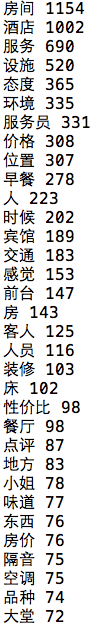 房间 1154
酒店 1002
服务 690
设施 520
态度 365
环境 335
服务员 331
价格 308
位置 307
早餐 278
人 223
时候 202
宾馆 189
交通 183
感觉 153
前台 147
房 143
客人 125
人员 116
装修 103
床 102
性价比 98
餐厅 98
点评 87
地方 83
小姐 78
味道 77
东西 76
房价 76
隔音 75
空调 75
品种 74
大堂 72